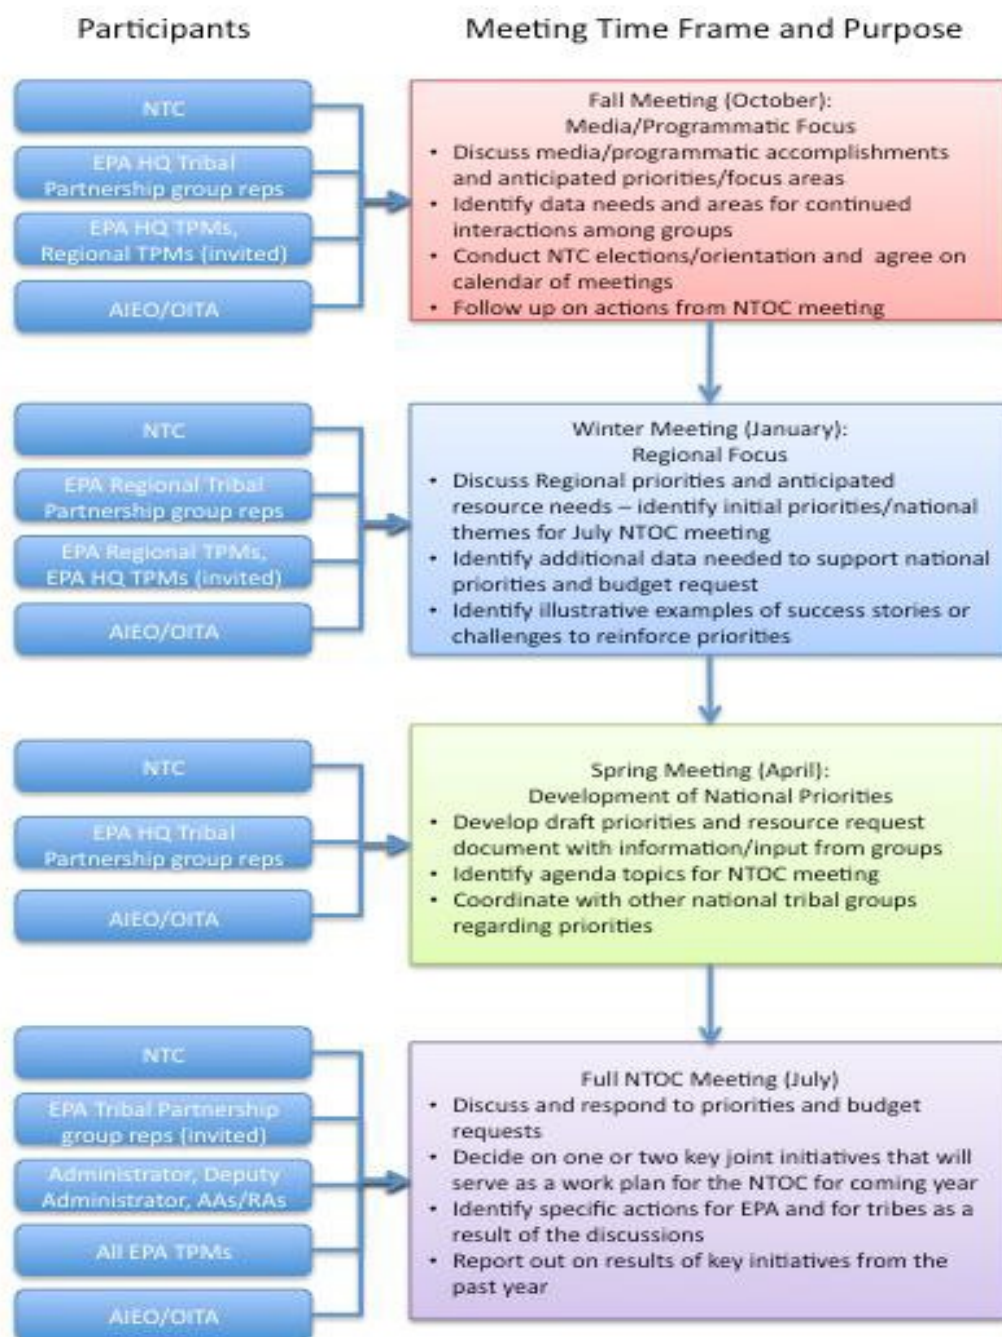 Participants
Meeting Time Frame and Purpose
NTC
EPA HQ Tribal
Partnership group reps
EPA HQ TPMs,
Regional TPMs (invited)
AIEO/OITA
Fall Meeting (October):
Media/Programmatic Focus
• Discuss media/programmatic accomplishments
and anticipated priorities/focus areas
• Identify data needs and areas for continued
interactions among groups
• Conduct NTC elections/orientation and agree on
calendar of meetings
• Follow up on actions from NTOC meeting
NTC
EPA Regional Tribal
Partnership group reps
EPA Regional TPMs,
EPA HQ TPMs (invited)
AIEO/OITA
Winter Meeting (January):
Regional Focus
• Discuss Regional priorities and anticipated
resource needs – identify initial priorities/national
themes for July NTOC meeting
• Identify additional data needed to support national
priorities and budget request
• Identify illustrative examples of success stories or
challenges to reinforce priorities
NTC
EPA HQ Tribal
Partnership group reps
AIEO/OITA
Spring Meeting (April):
Development of National Priorities
• Develop draft priorities and resource request
document with information/input from groups
• Identify agenda topics for NTOC meeting
• Coordinate with other national tribal groups
regarding priorities
NTC
EPA Tribal Partnership
group reps (invited)
Administrator, Deputy
Administrator, AAs/RAs
All EPA TPMs
AIEO/OITA
Full NTOC Meeting (July)
• Discuss and respond to priorities and budget
requests
• Decide on one or two key joint initiatives that will
serve as a work plan for the NTOC for coming year
• Identify specific actions for EPA and for tribes as a
result of the discussions
• Report out on results of key initiatives from the
past year